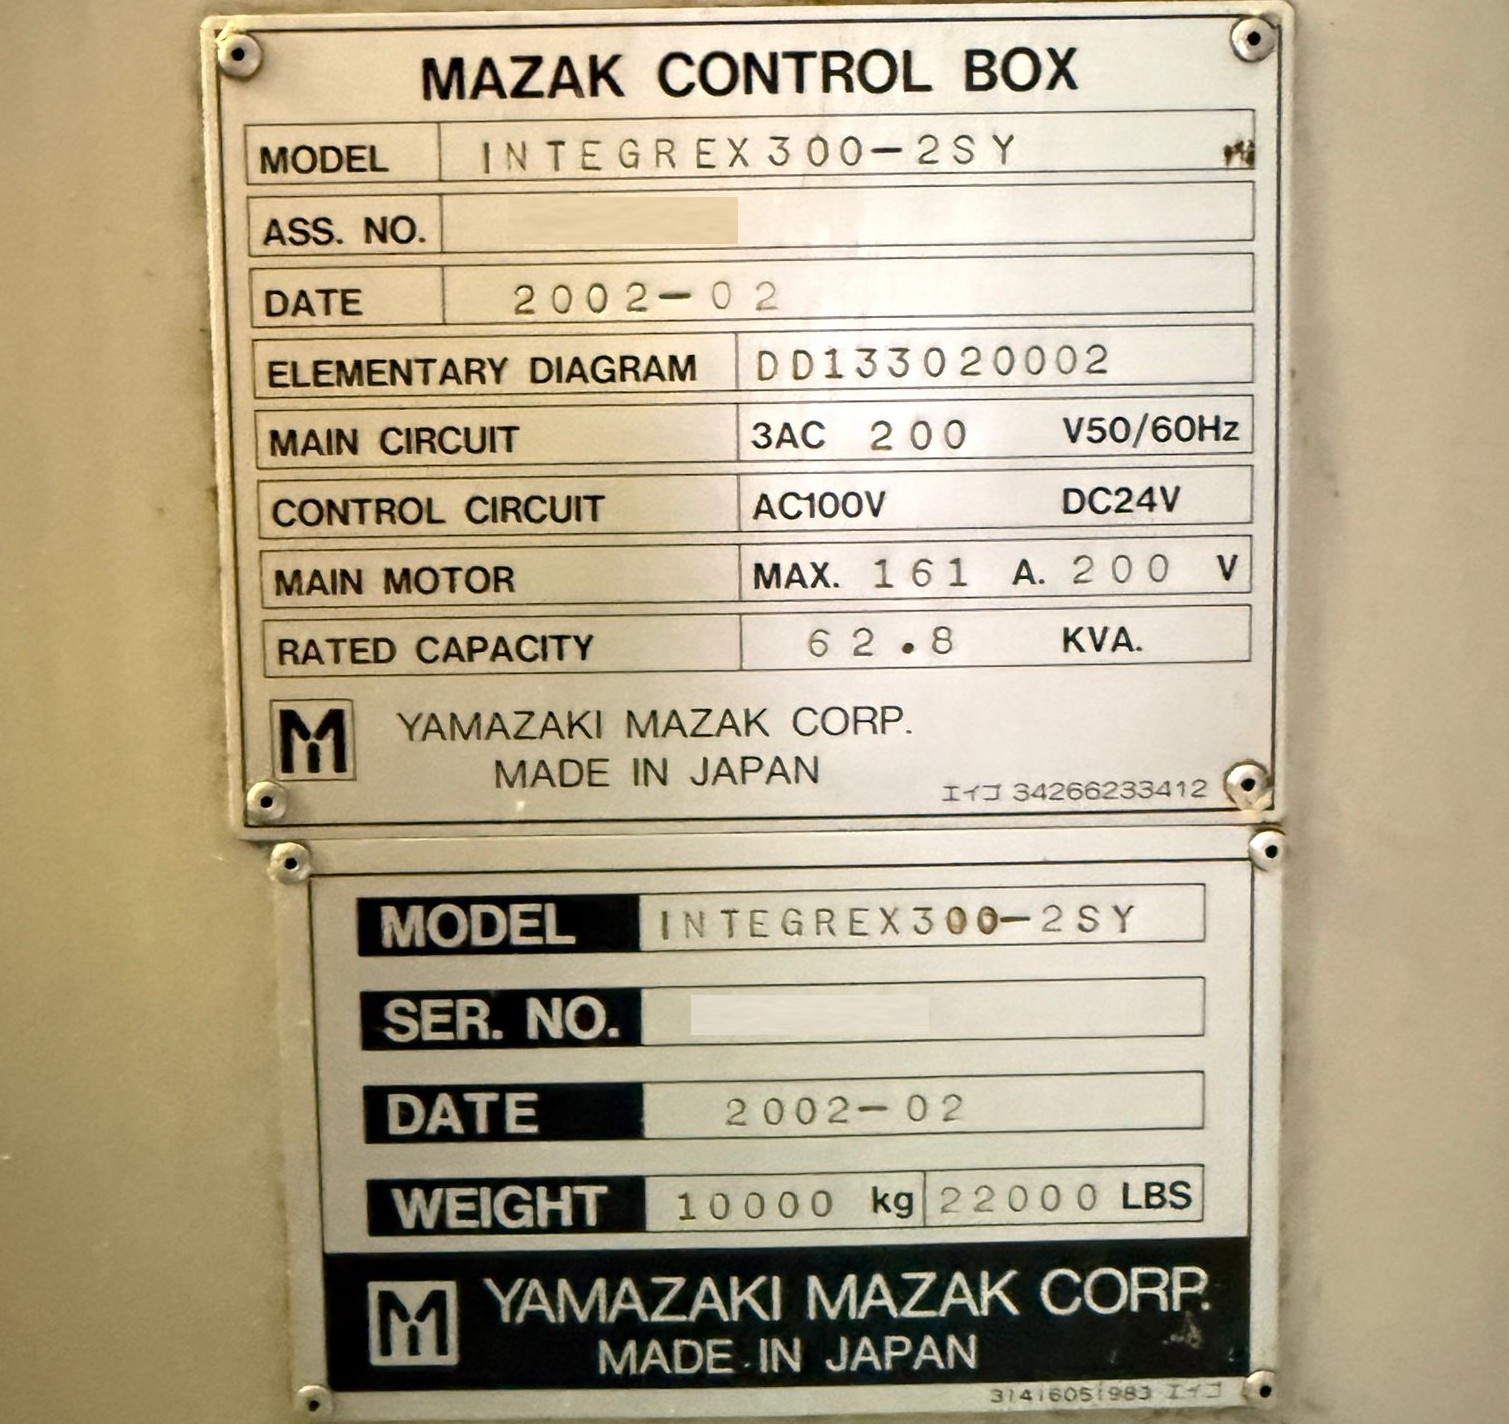 MAZAK CONTROL BOX
MODEL INTEGREX300-2SY
ASS. NO.
DATE 2002-02
ELEMENTARY DIAGRAM DD133020002
MAIN CIRCUIT 3AC 200 V50/60Hz
CONTROL CIRCUIT AC100V DC24V
MAIN MOTOR MAX. 161 A. 200 V
RATED CAPACITY 62.8 KVA.
YAMAZAKI MAZAK CORP.
MADE IN JAPAN
エイコ 34266233412
MODEL INTEGREX300-2SY
SER. NO.
DATE 2002-02
WEIGHT 10000 kg 22000 LBS
YAMAZAKI MAZAK CORP.
MADE IN JAPAN
31416051983 エイコ